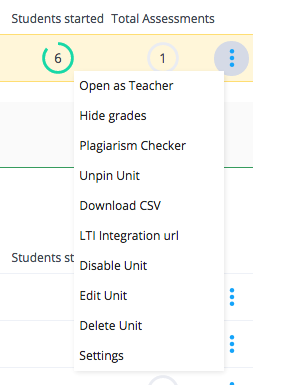 Students started Total Assessments
6 1
Open as Teacher
Hide grades
Plagiarism Checker
Unpin Unit
Download CSV
LTI Integration url
Students st
Disable Unit
Edit Unit
Delete Unit
Settings